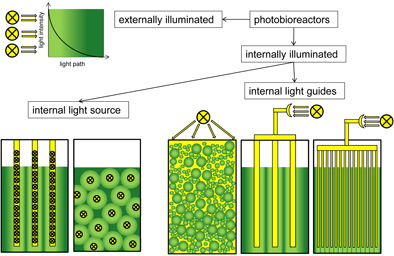 externally illuminated
photobioreactors
light intensity
light path
internally illuminated
internal light guides
internal light source